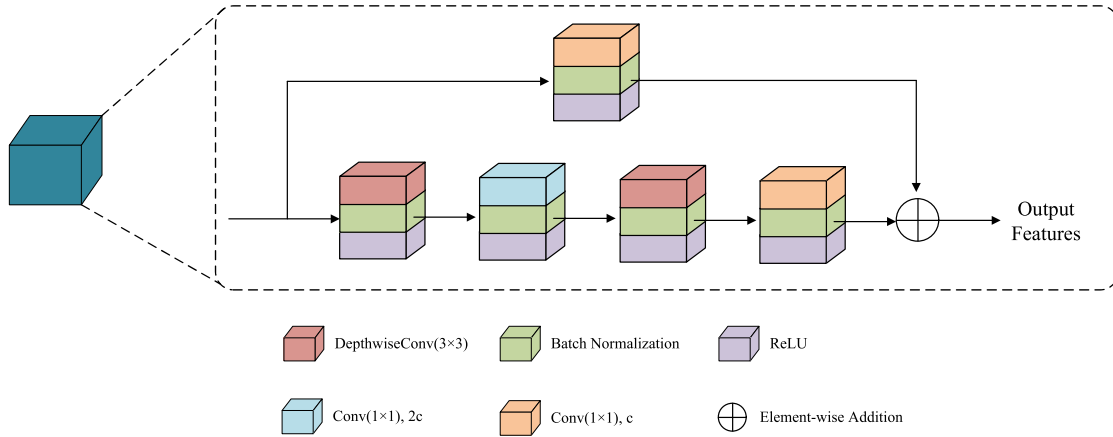 Output
Features
DepthwiseConv(3×3)
Batch Normalization
ReLU
Conv(1×1), 2c
Conv(1×1), c
Element-wise Addition